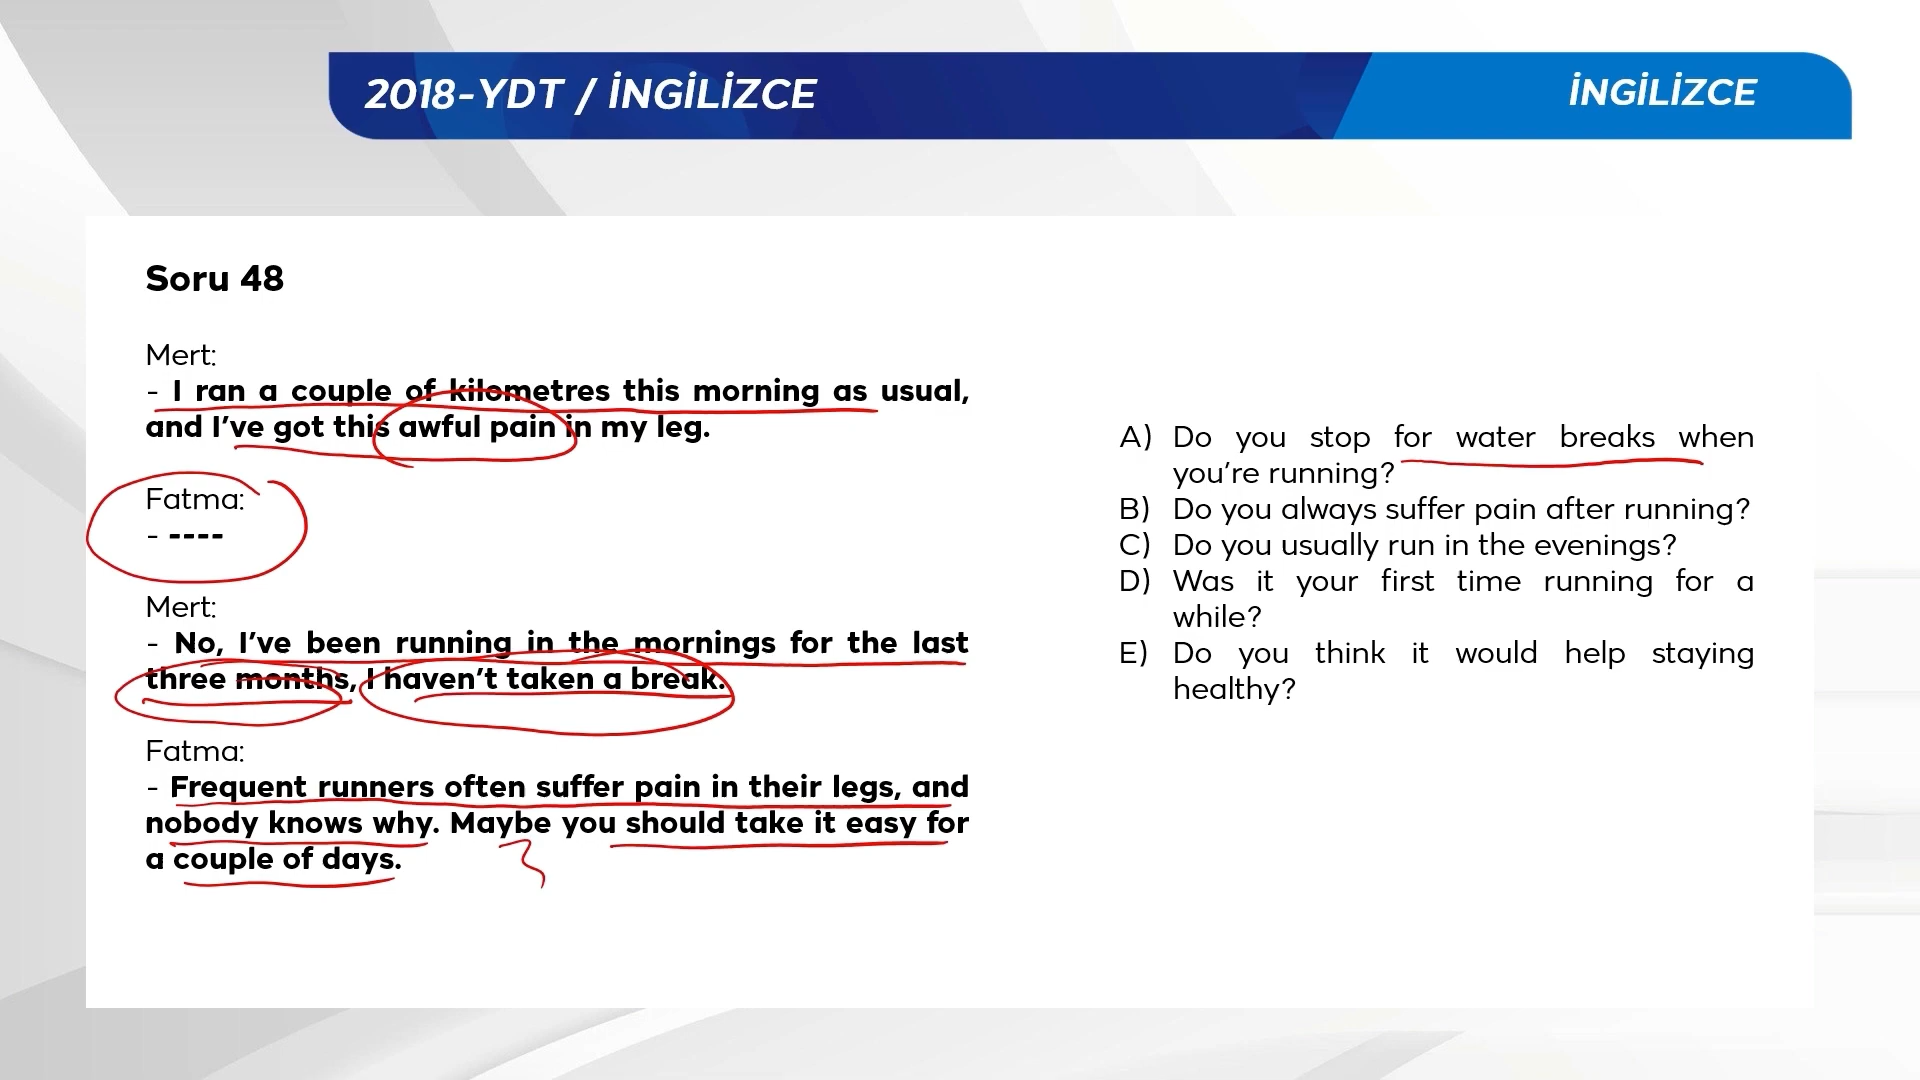 2018-YDT / İNGİLİZCE
İNGİLİZCE
Soru 48
Mert:
- I ran a couple of kilometres this morning as usual,
and I've got this awful pain in my leg.
Fatma:
- ----
Mert:
- No, I've been running in the mornings for the last
three months, I haven't taken a break.
Fatma:
- Frequent runners often suffer pain in their legs, and
nobody knows why. Maybe you should take it easy for
a couple of days.
A) Do you stop for water breaks when
you're running?
B) Do you always suffer pain after running?
C) Do you usually run in the evenings?
D) Was it your first time running for a
while?
E) Do you think it would help staying
healthy?